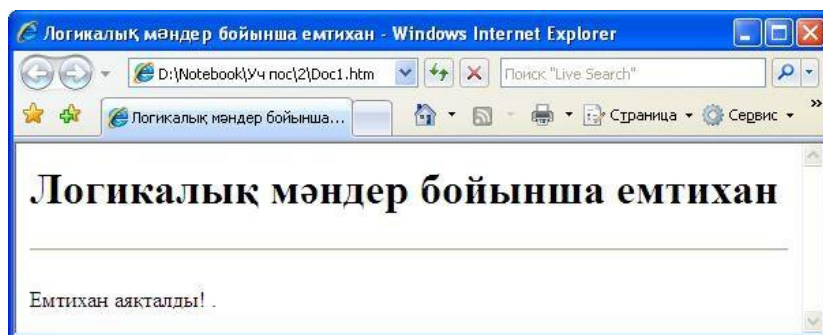 Логикалық мәндер бойынша емтихан - Windows Internet Explorer
D:\Notebook\Уч пос\2\Doc1.htm Поиск "Live Search"
Логикалық мәндер бойынша... Страница Сервис »
Логикалық мәндер бойынша емтихан
Емтихан аяқталды! .